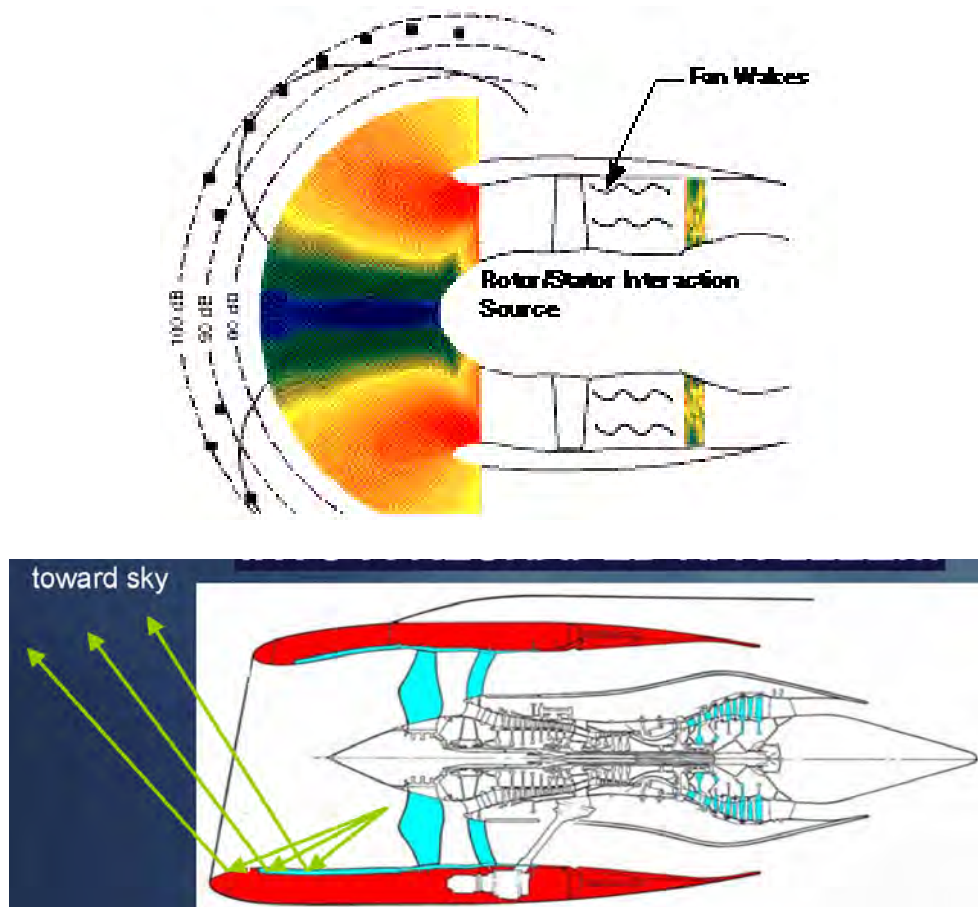 Fan Wakes
Rotor/Stator Interaction
Source
100 dB
90 dB
80 dB
toward sky